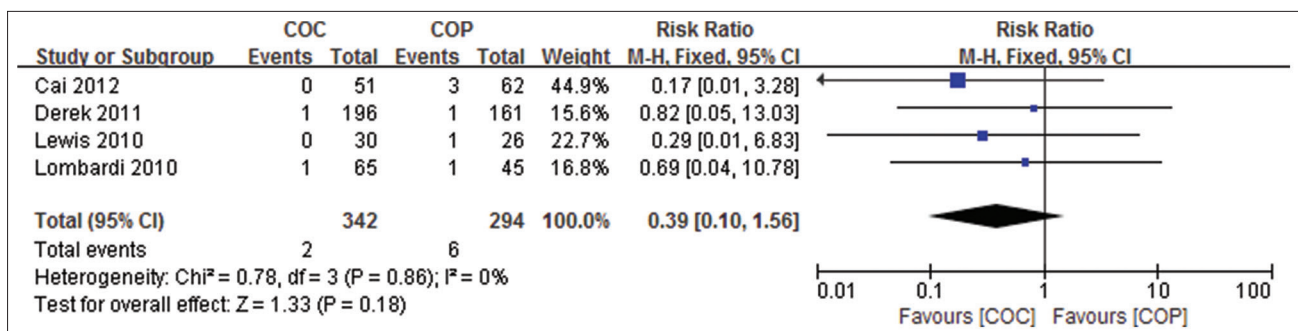 COC COP Risk Ratio Risk Ratio
Study or Subgroup Events Total Events Total Weight M-H, Fixed, 95% CI M-H, Fixed, 95% CI
Cai 2012 0 51 3 62 44.9% 0.17 [0.01, 3.28]
Derek 2011 1 196 1 161 15.6% 0.82 [0.05, 13.03]
Lewis 2010 0 30 1 26 22.7% 0.29 [0.01, 6.83]
Lombardi 2010 1 65 1 45 16.8% 0.69 [0.04, 10.78]
Total (95% CI) 342 294 100.0% 0.39 [0.10, 1.56]
Total events 2 6
Heterogeneity: Chi² = 0.78, df = 3 (P = 0.86); I² = 0%
Test for overall effect: Z = 1.33 (P = 0.18)
0.01 0.1 1 10 100
Favours [COC] Favours [COP]